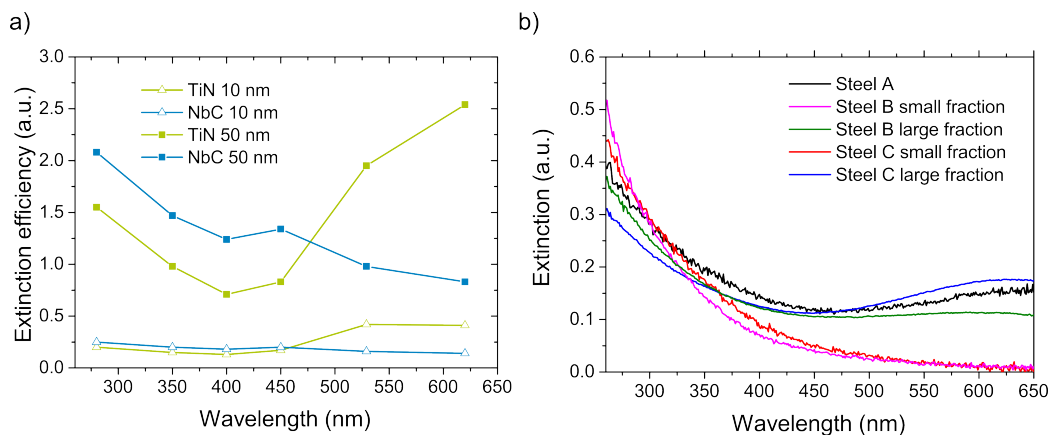 a)
3.0
2.5
2.0
1.5
1.0
0.5
0.0
Extinction efficiency (a.u.)
TiN 10 nm
NbC 10 nm
TiN 50 nm
NbC 50 nm
300 350 400 450 500 550 600 650
Wavelength (nm)
b)
0.6
0.5
0.4
0.3
0.2
0.1
0.0
Extinction (a.u.)
Steel A
Steel B small fraction
Steel B large fraction
Steel C small fraction
Steel C large fraction
300 350 400 450 500 550 600 650
Wavelength (nm)